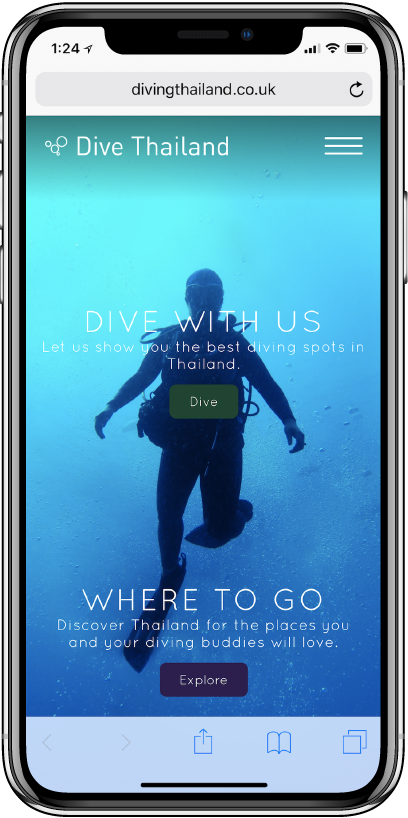 1:24
divingthailand.co.uk
Dive Thailand
DIVE WITH US
Let us show you the best diving spots in
Thailand.
Dive
WHERE TO GO
Discover Thailand for the places you
and your diving buddies will love.
Explore